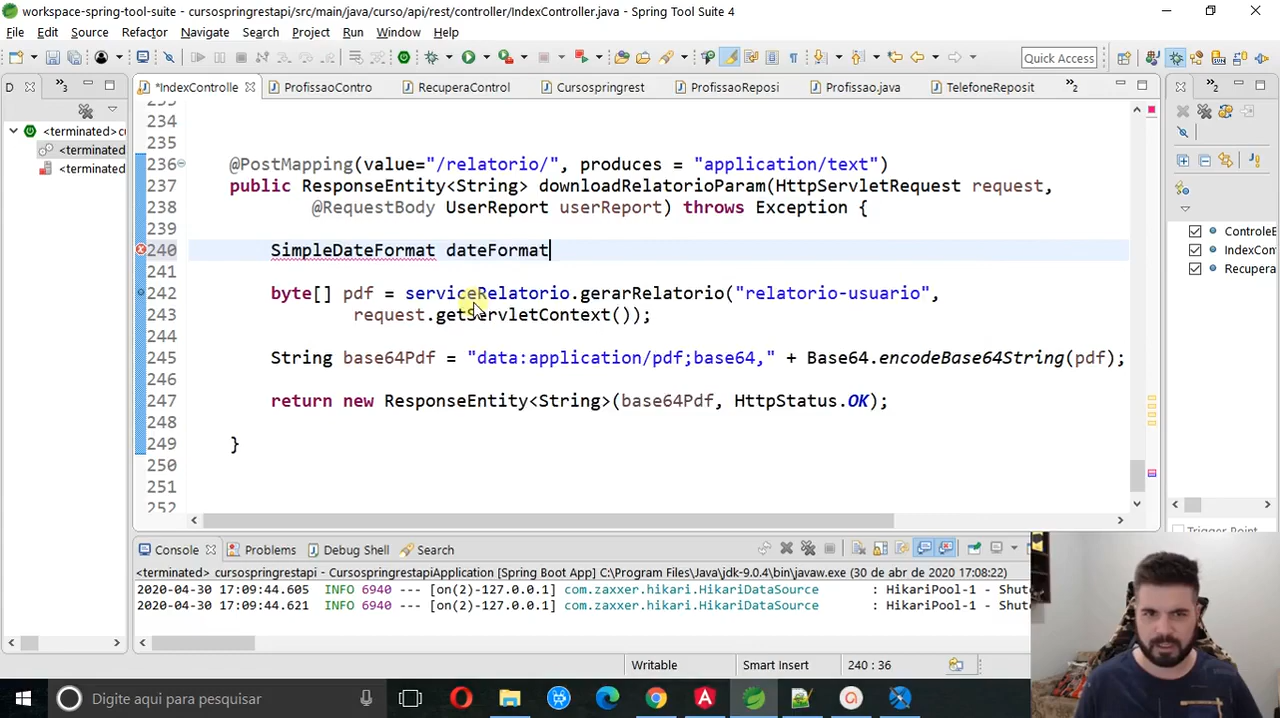 workspace-spring-tool-suite - cursospringrestapi/src/main/java/curso/api/rest/controller/IndexController.java - Spring Tool Suite 4
File Edit Source Refactor Navigate Search Project Run Window Help
Quick Access
D 3 *IndexControlle ProfissaoContro RecuperaControl Cursospringrest ProfissaoReposi Profissao.java TelefoneReposit 2 2
<terminated>cu
<terminated
<terminated
234
235
236 @PostMapping(value="/relatorio/", produces = "application/text")
237 public ResponseEntity<String> downloadRelatorioParam(HttpServletRequest request,
238 @RequestBody UserReport userReport) throws Exception {
239
240 SimpleDateFormat dateFormat
241
242 byte[] pdf = serviceRelatorio.gerarRelatorio("relatorio-usuario",
243 request.getServletContext());
244
245 String base64Pdf = "data:application/pdf;base64," + Base64.encodeBase64String(pdf);
246
247 return new ResponseEntity<String>(base64Pdf, HttpStatus.OK);
248
249 }
250
251
252
ControleE
IndexCon
Recupera
Trigger Point
Console Problems Debug Shell Search
<terminated> cursospringrestapi - CursospringrestapiApplication [Spring Boot App] C:\Program Files\Java\jdk-9.0.4\bin\javaw.exe (30 de abr de 2020 17:08:22)
2020-04-30 17:09:44.605 INFO 6940 --- [on(2)-127.0.0.1] com.zaxxer.hikari.HikariDataSource : HikariPool-1 - Shut
2020-04-30 17:09:44.621 INFO 6940 --- [on(2)-127.0.0.1] com.zaxxer.hikari.HikariDataSource : HikariPool-1 - Shut
Writable Smart Insert 240 : 36
Digite aqui para pesquisar